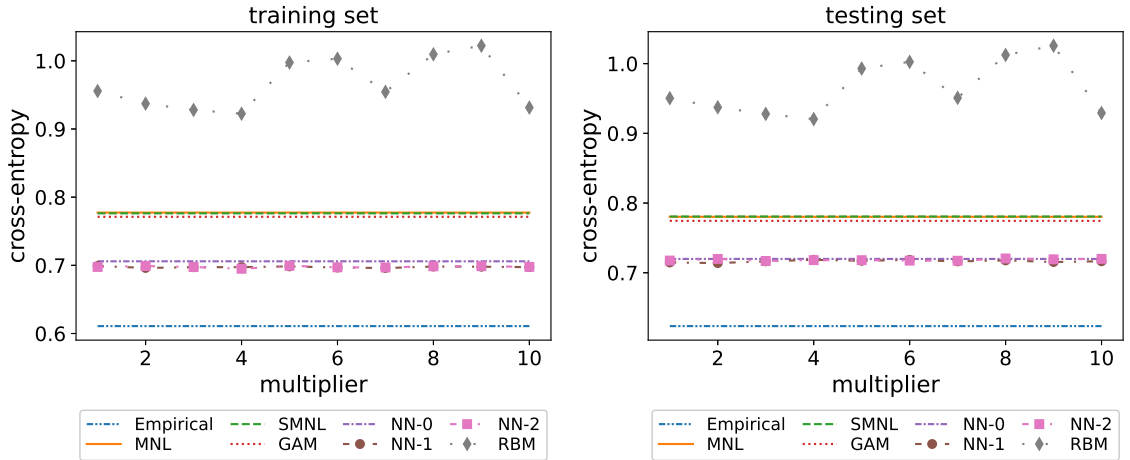 training set
cross-entropy
1.0
0.9
0.8
0.7
0.6
2 4 6 8 10
multiplier
Empirical SMNL NN-0 NN-2
MNL GAM NN-1 RBM
testing set
cross-entropy
1.0
0.9
0.8
0.7
2 4 6 8 10
multiplier
Empirical SMNL NN-0 NN-2
MNL GAM NN-1 RBM